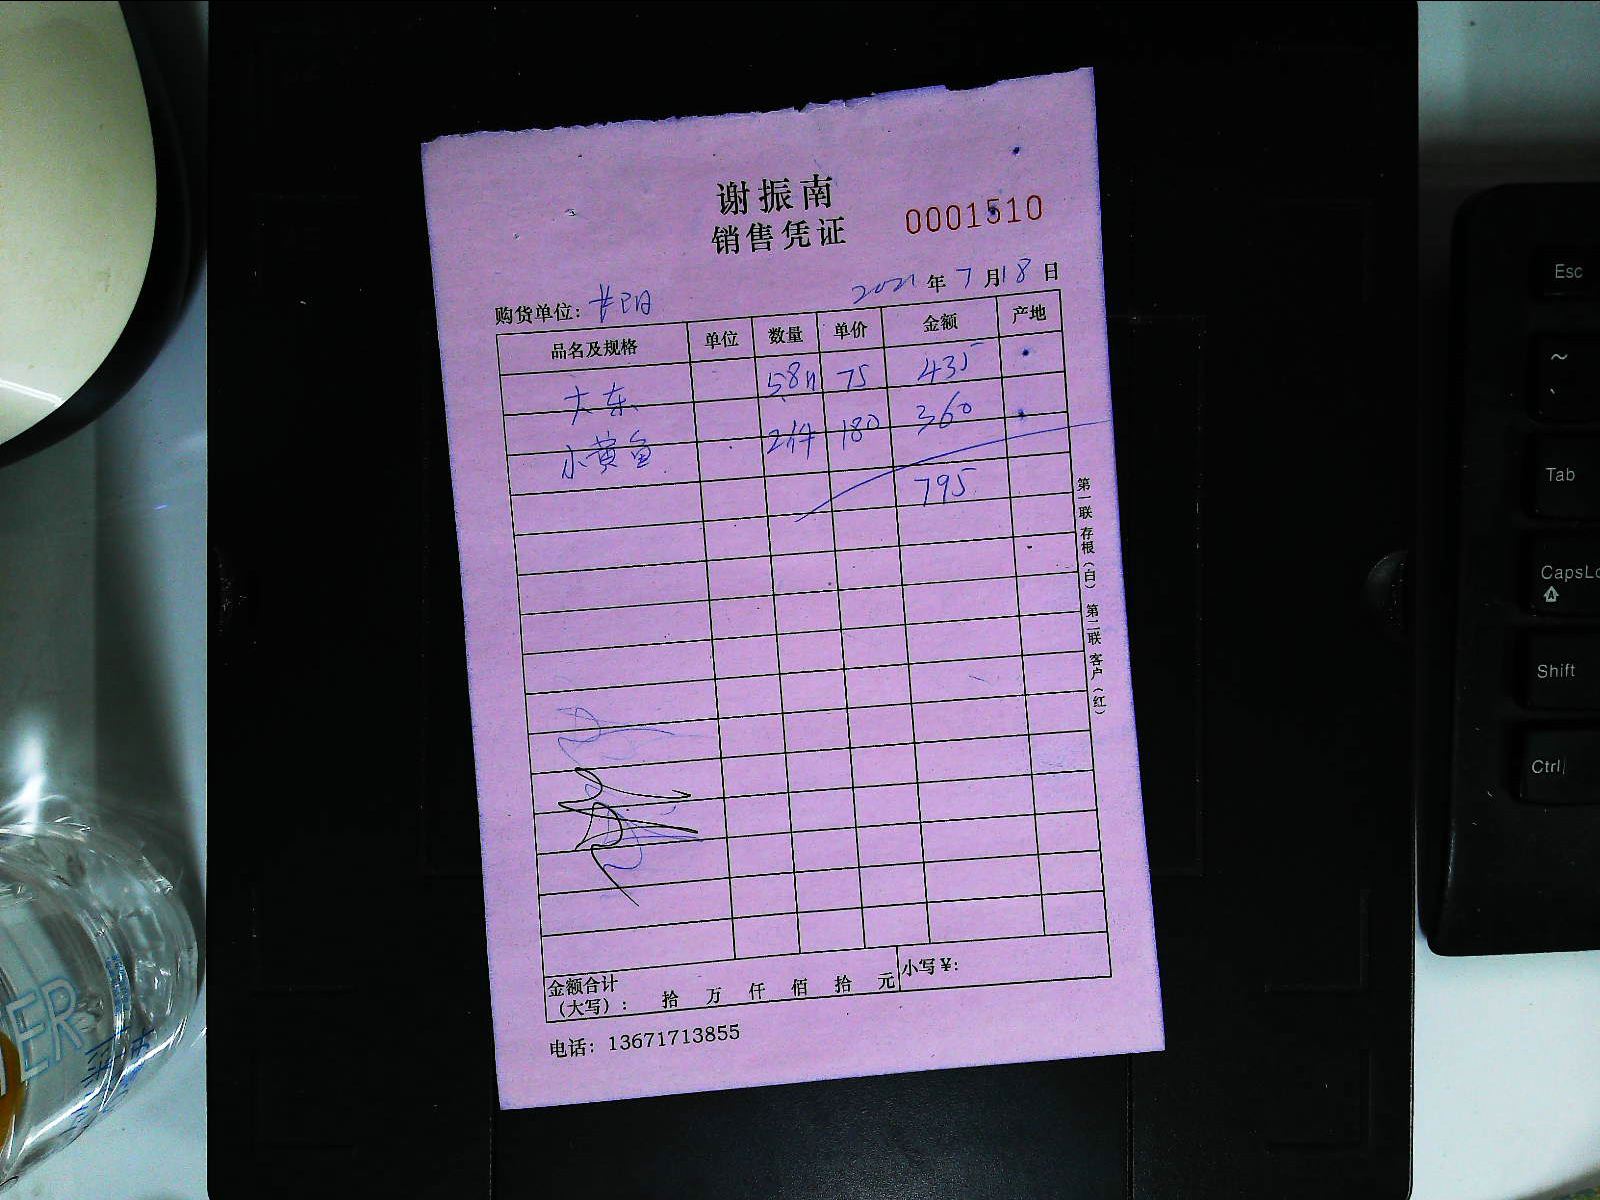 谢振南
销售凭证 0001510
购货单位: 2021年7月18日
品名及规格 单位 数量 单价 金额 产地
大东 5.8 75 435
小黄鱼 2件 180 360
795
第一联 存根(白) 第二联 客户(红)
金额合计
(大写): 拾 万 仟 佰 拾 元 小写¥:
电话: 13671713855
Esc
~
、
Tab
CapsLo
Shift
Ctrl
ER